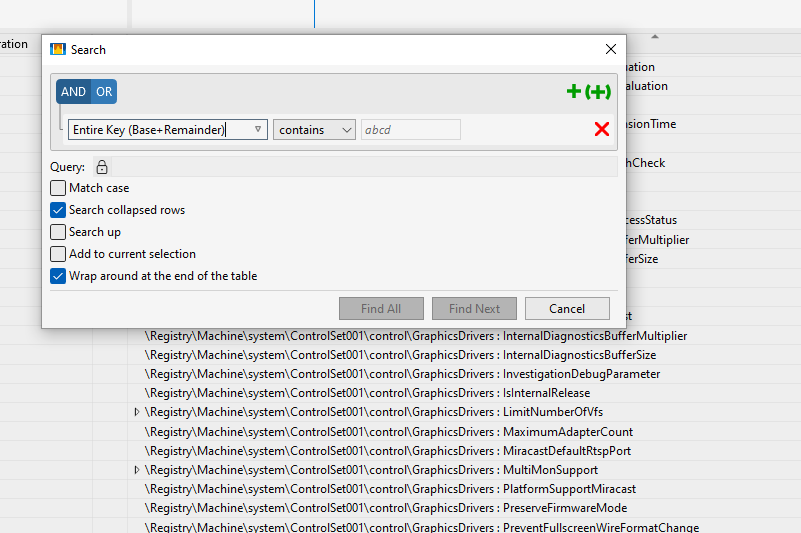 ration
Search
uation
aluation
AND OR
nsionTime
Entire Key (Base+Remainder) contains abcd
thCheck
Query:
Match case
Search collapsed rows
cessStatus
Search up
ferMultiplier
Add to current selection
ferSize
Wrap around at the end of the table
Find All Find Next Cancel
st
\Registry\Machine\system\ControlSet001\control\GraphicsDrivers : InternalDiagnosticsBufferMultiplier
\Registry\Machine\system\ControlSet001\control\GraphicsDrivers : InternalDiagnosticsBufferSize
\Registry\Machine\system\ControlSet001\control\GraphicsDrivers : InvestigationDebugParameter
\Registry\Machine\system\ControlSet001\control\GraphicsDrivers : IsInternalRelease
\Registry\Machine\system\ControlSet001\control\GraphicsDrivers : LimitNumberOfVfs
\Registry\Machine\system\ControlSet001\control\GraphicsDrivers : MaximumAdapterCount
\Registry\Machine\system\ControlSet001\control\GraphicsDrivers : MiracastDefaultRtspPort
\Registry\Machine\system\ControlSet001\control\GraphicsDrivers : MultiMonSupport
\Registry\Machine\system\ControlSet001\control\GraphicsDrivers : PlatformSupportMiracast
\Registry\Machine\system\ControlSet001\control\GraphicsDrivers : PreserveFirmwareMode
\Registry\Machine\system\ControlSet001\control\GraphicsDrivers : PreventFullscreenWireFormatChange